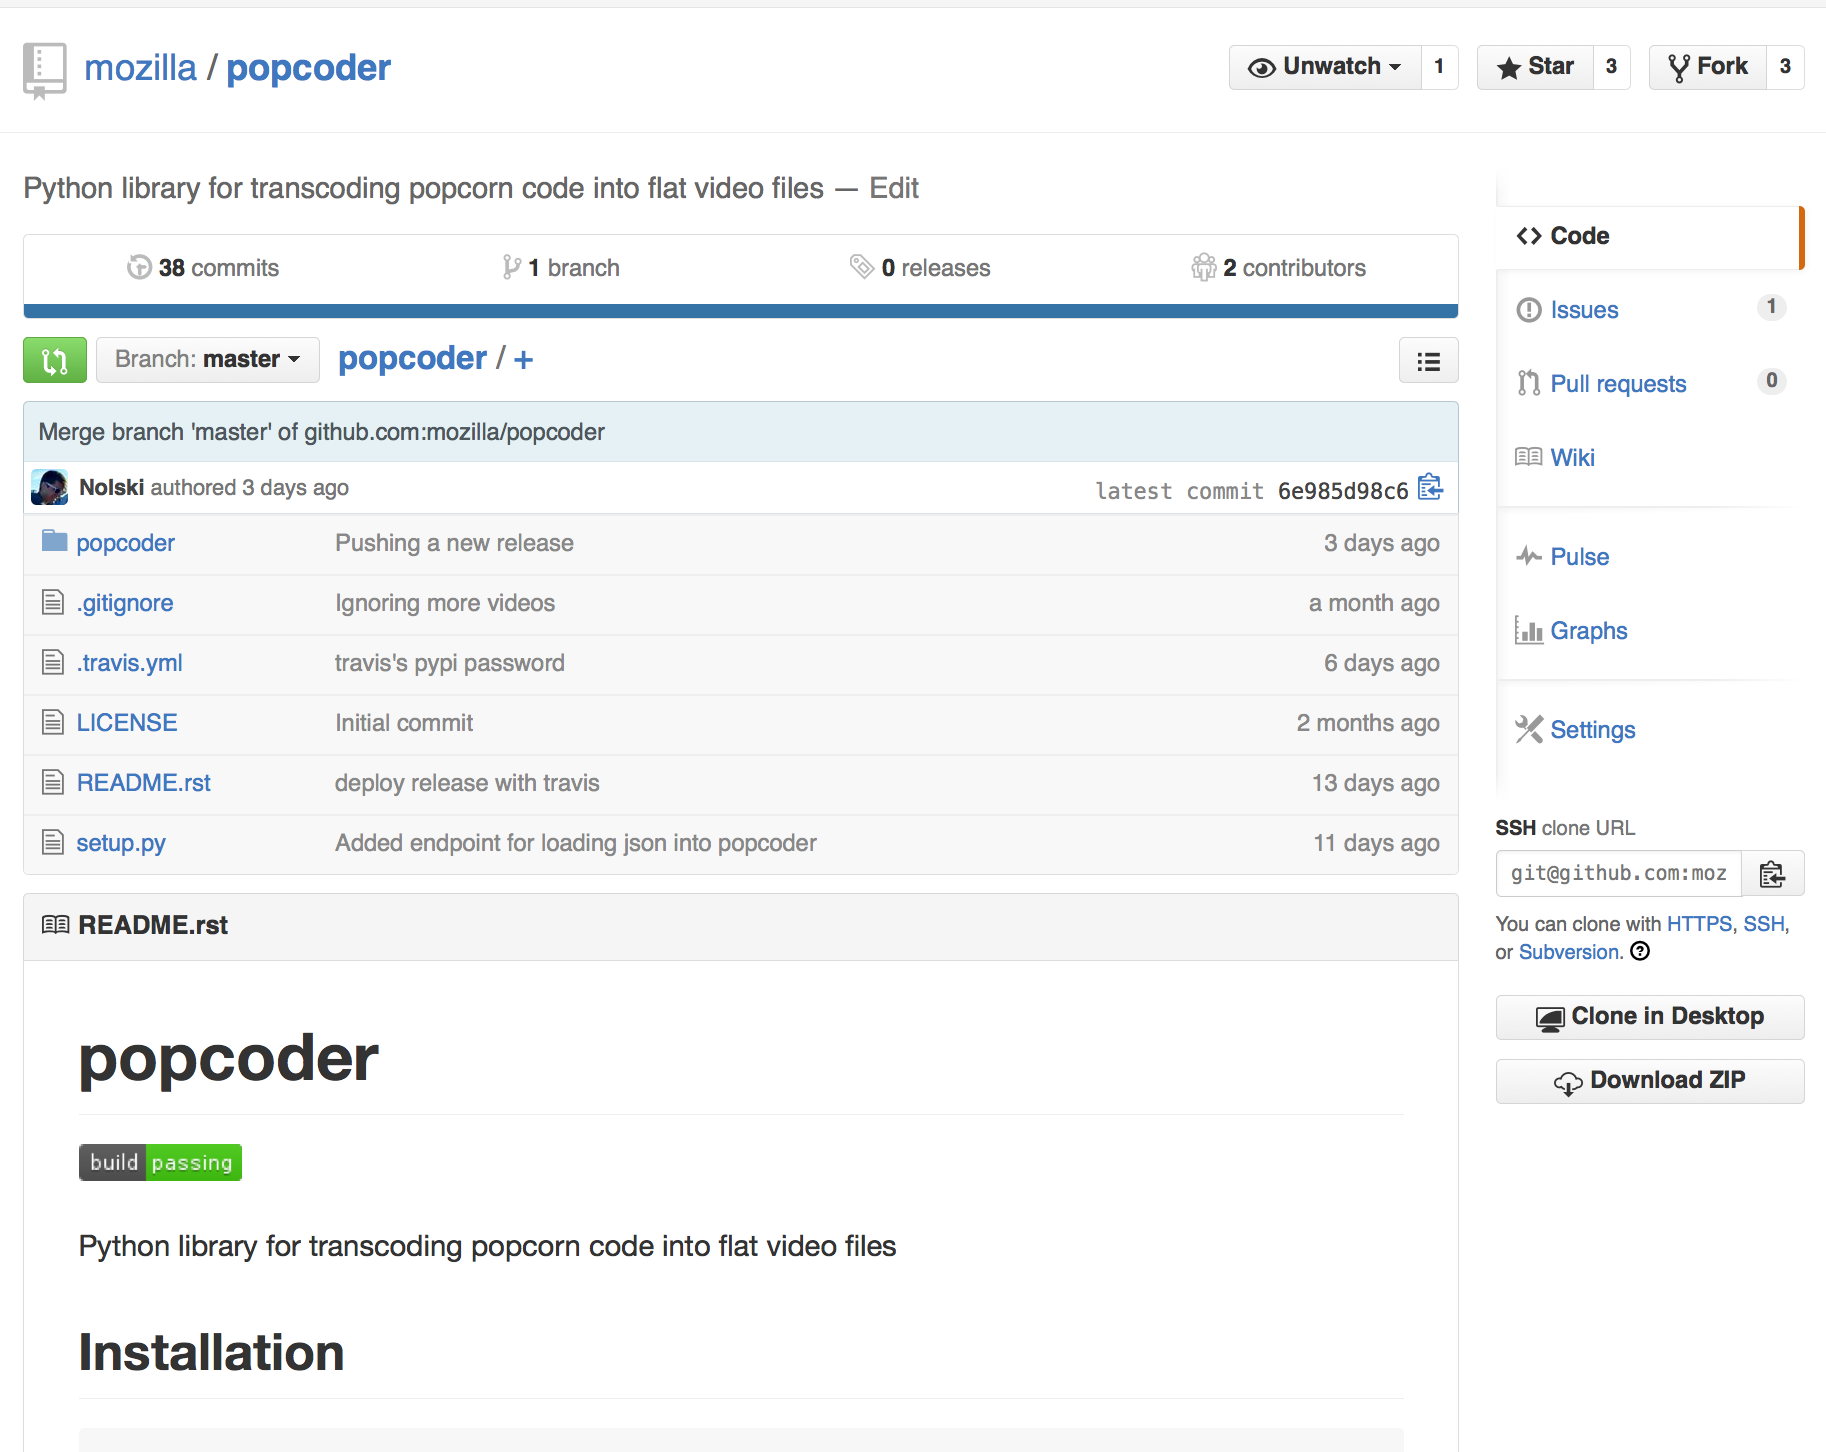 mozilla / popcoder
Unwatch 1
Star 3
Fork 3
Python library for transcoding popcorn code into flat video files — Edit
38 commits
1 branch
0 releases
2 contributors
Branch: master
popcoder / +
Merge branch 'master' of github.com:mozilla/popcoder
Nolski authored 3 days ago
latest commit 6e985d98c6
popcoder Pushing a new release 3 days ago
.gitignore Ignoring more videos a month ago
.travis.yml travis's pypi password 6 days ago
LICENSE Initial commit 2 months ago
README.rst deploy release with travis 13 days ago
setup.py Added endpoint for loading json into popcoder 11 days ago
README.rst
popcoder
build passing
Python library for transcoding popcorn code into flat video files
Installation
Code
Issues 1
Pull requests 0
Wiki
Pulse
Graphs
Settings
SSH clone URL
git@github.com:moz
You can clone with HTTPS, SSH,
or Subversion.
Clone in Desktop
Download ZIP